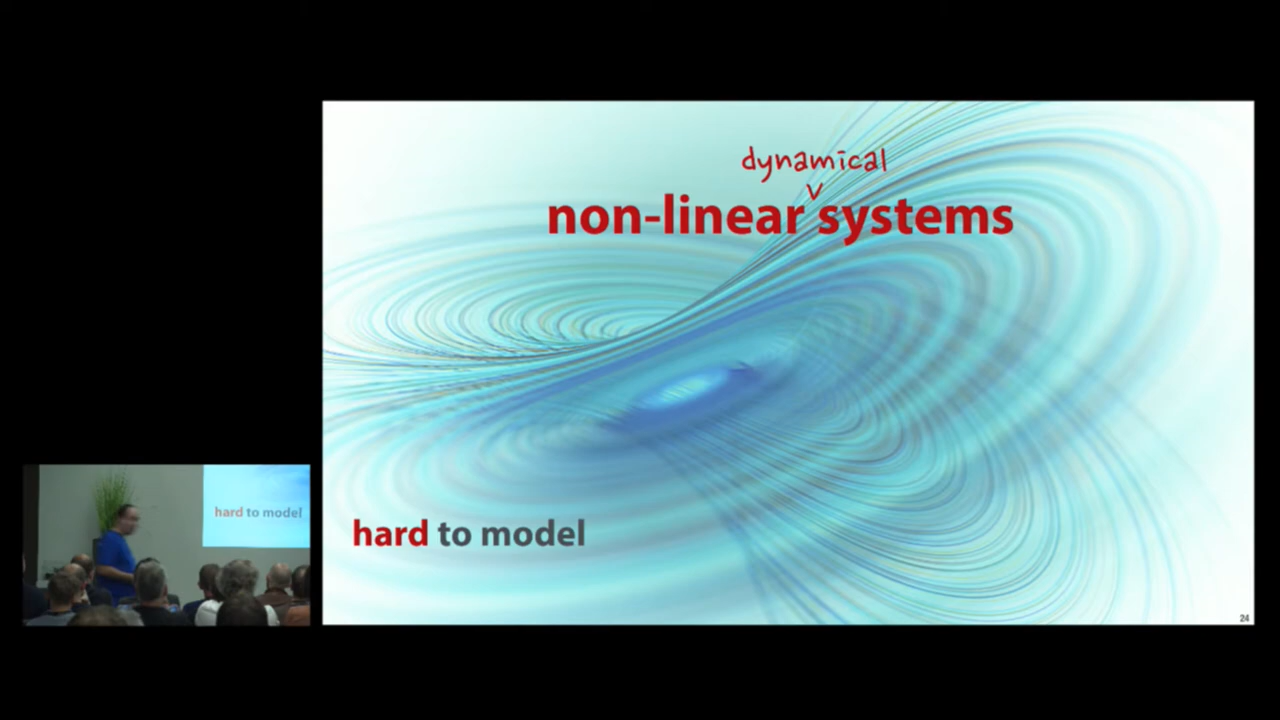 dynamical
v
non-linear systems
hard to model
24
hard to model